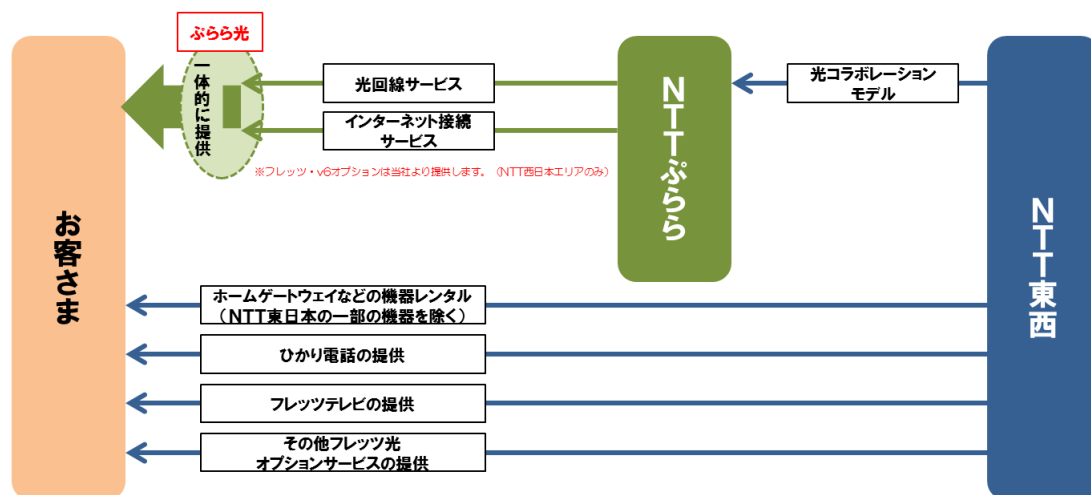 ぷらら光
一体的に提供
光回線サービス
インターネット接続
サービス
※フレッツ・v6オプションは当社より提供します。（NTT西日本エリアのみ）
光コラボレーション
モデル
お客さま
NTTぷらら
NTT東西
ホームゲートウェイなどの機器レンタル
（NTT東日本の一部の機器を除く）
ひかり電話の提供
フレッツテレビの提供
その他フレッツ光
オプションサービスの提供